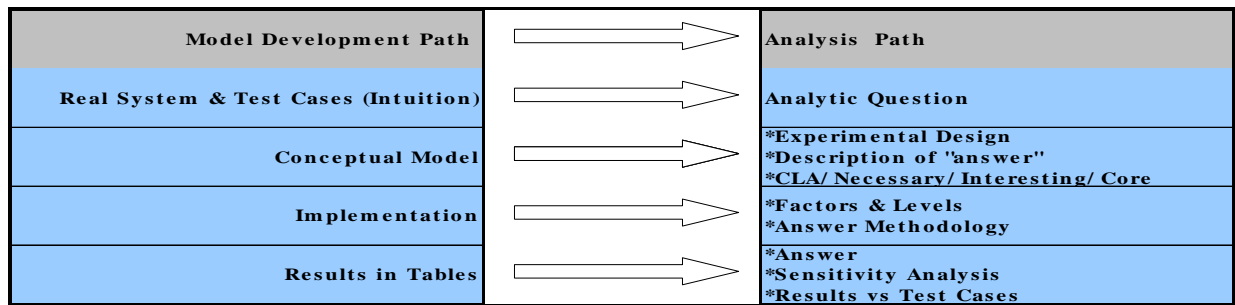 Model Development Path
Analysis Path
Real System & Test Cases (Intuition)
Analytic Question
Conceptual Model
*Experimental Design
*Description of "answer"
*CLA/ Necessary/ Interesting/ Core
Implementation
*Factors & Levels
*Answer Methodology
Results in Tables
*Answer
*Sensitivity Analysis
*Results vs Test Cases